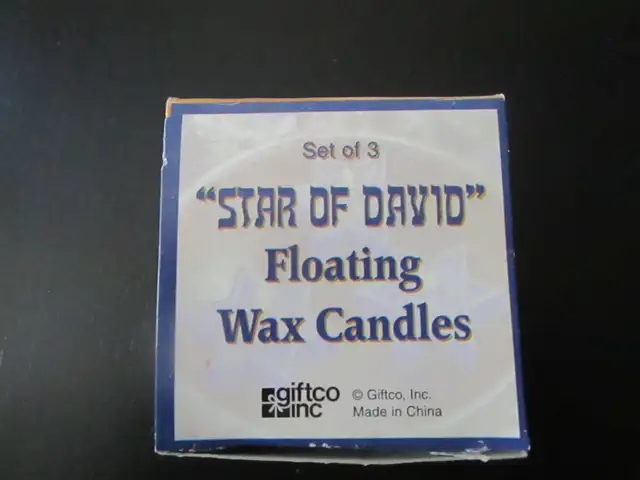 Set of 3
"STAR OF DAVID"
Floating
Wax Candles
giftco
inc
© Giftco, Inc.
Made in China